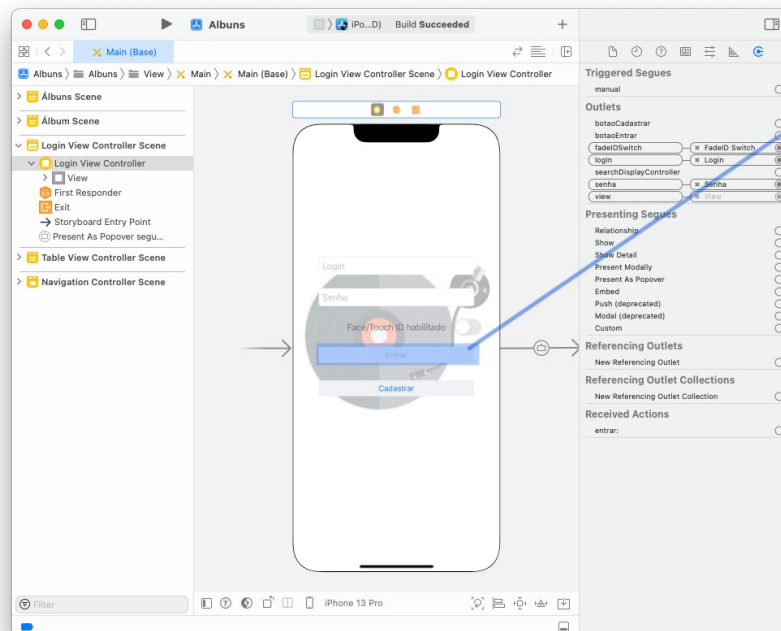 Albuns
iPo...D) Build Succeeded
Main (Base)
Albuns Albuns View Main Main (Base) Login View Controller Scene Login View Controller
Álbuns Scene
Álbum Scene
Login View Controller Scene
Login View Controller
View
First Responder
Exit
Storyboard Entry Point
Present As Popover segu...
Table View Controller Scene
Navigation Controller Scene
Filter
Login
Senha
Face/Touch ID habilitado
Entrar
Cadastrar
iPhone 13 Pro
Triggered Segues
manual
Outlets
botaoCadastrar
botaoEntrar
fadeIDSwitch FadeID Switch
login Login
searchDisplayController
senha Senha
view View
Presenting Segues
Relationship
Show
Show Detail
Present Modally
Present As Popover
Embed
Push (deprecated)
Modal (deprecated)
Custom
Referencing Outlets
New Referencing Outlet
Referencing Outlet Collections
New Referencing Outlet Collection
Received Actions
entrar: